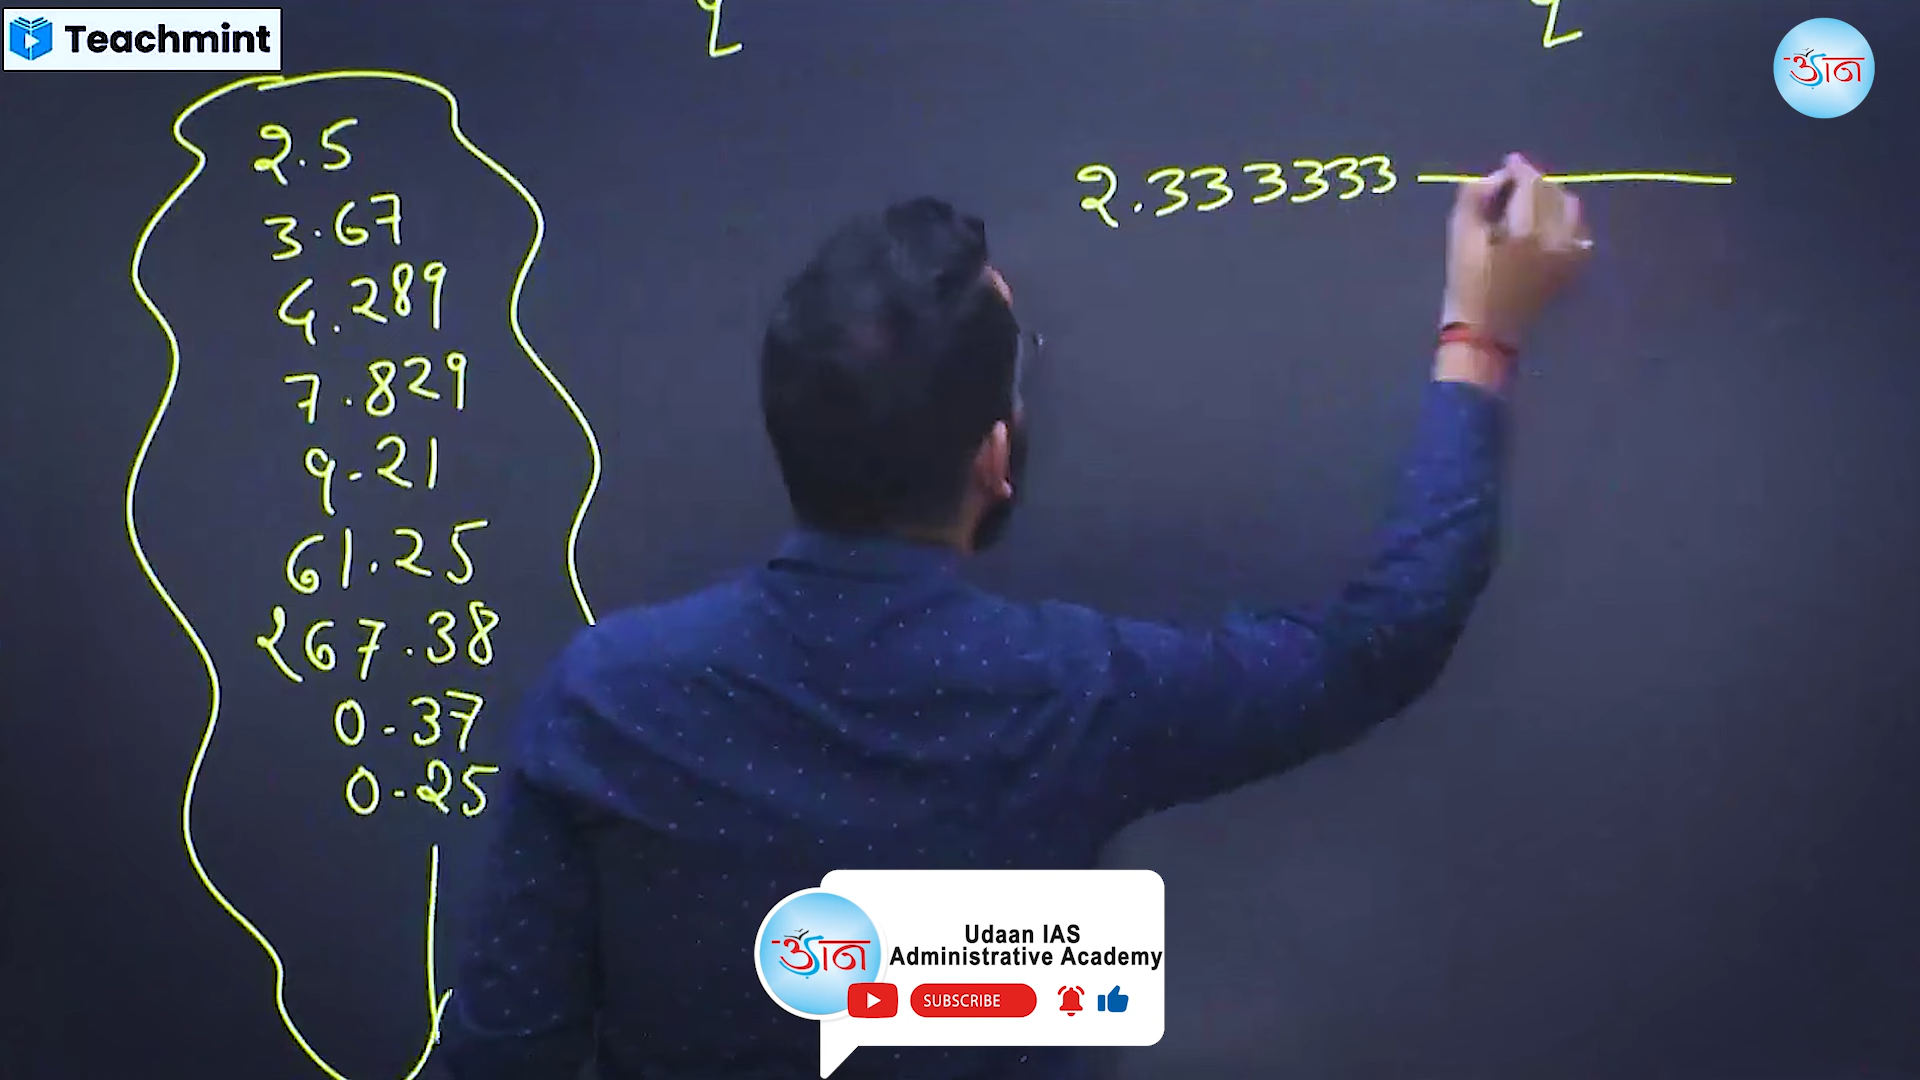 Teachmint
q
q
उड़ान
2.5
3.67
4.289
7.829
9.21
61.25
267.38
0.37
0.25
2.333333
Udaan IAS
Administrative Academy
उड़ान
SUBSCRIBE